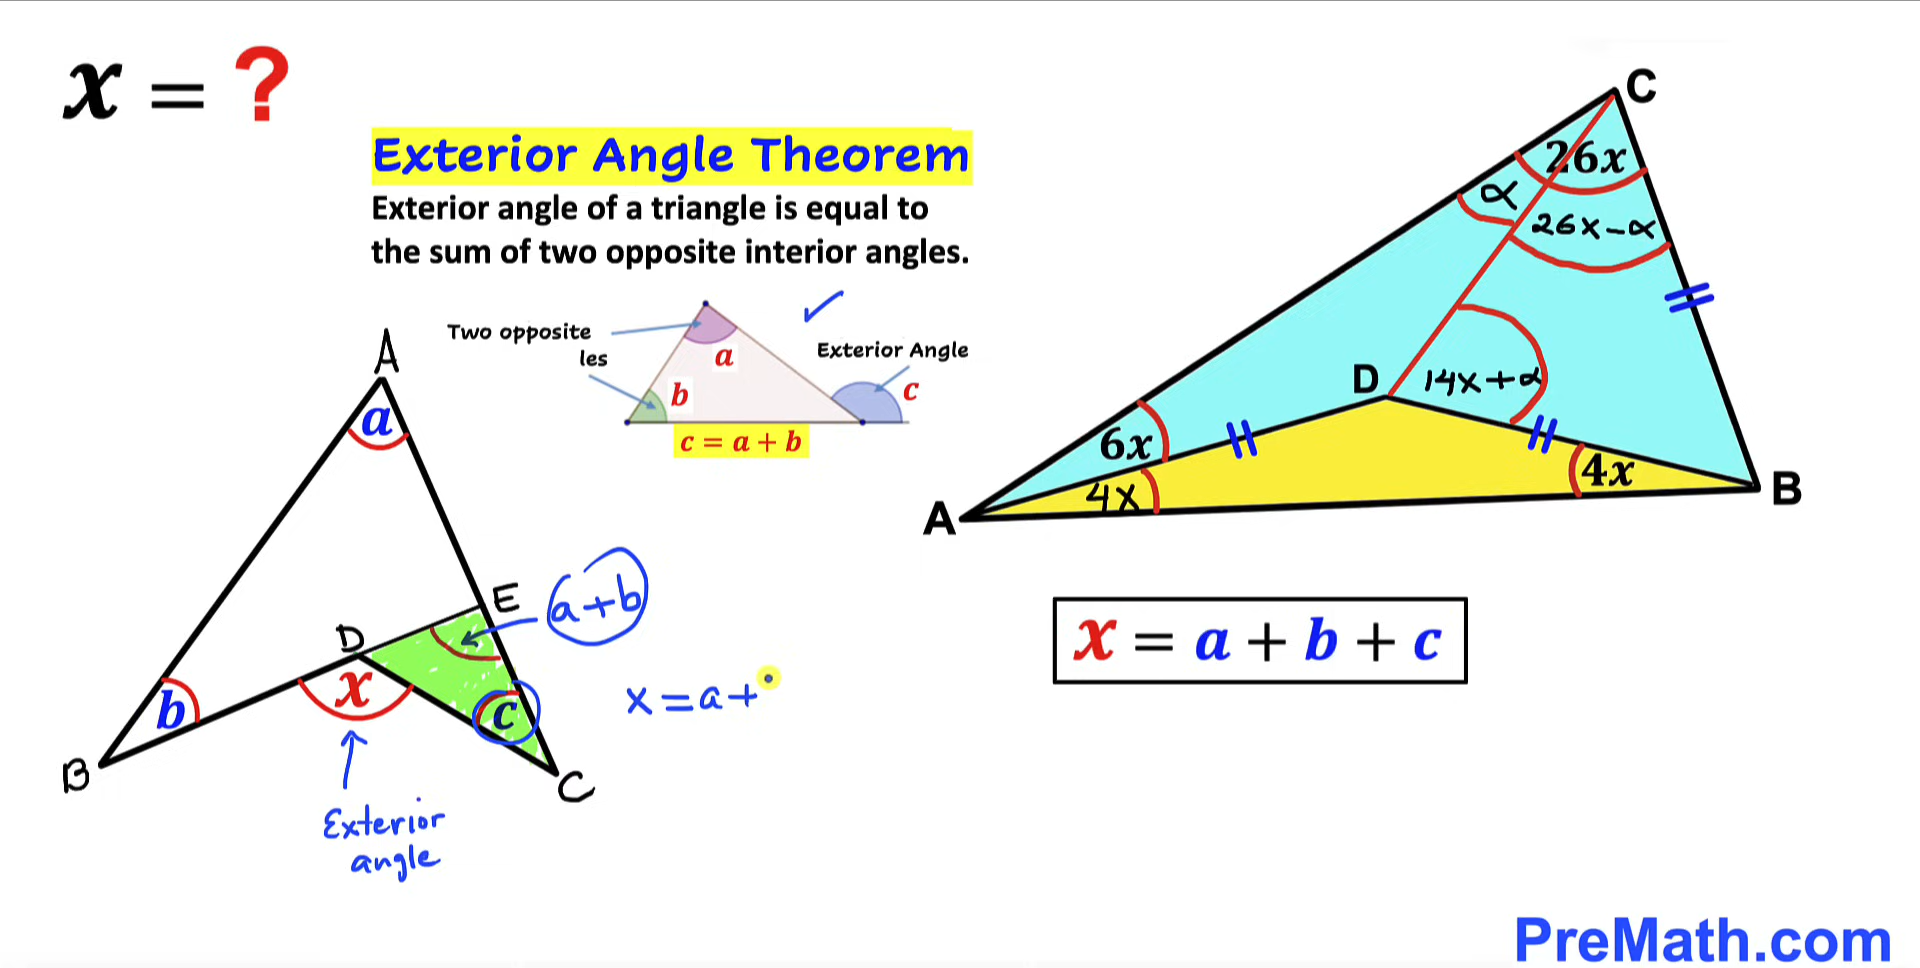 x = ?
Exterior Angle Theorem
Exterior angle of a triangle is equal to
the sum of two opposite interior angles.
Two opposite
les
a
b
Exterior Angle
c
c = a + b
A
a
B
b
D
x
E
a+b
c
C
x = a +
Exterior
angle
C
26x
α
26x-α
D
14x+α
6x
4x
4x
A
B
x = a + b + c
PreMath.com